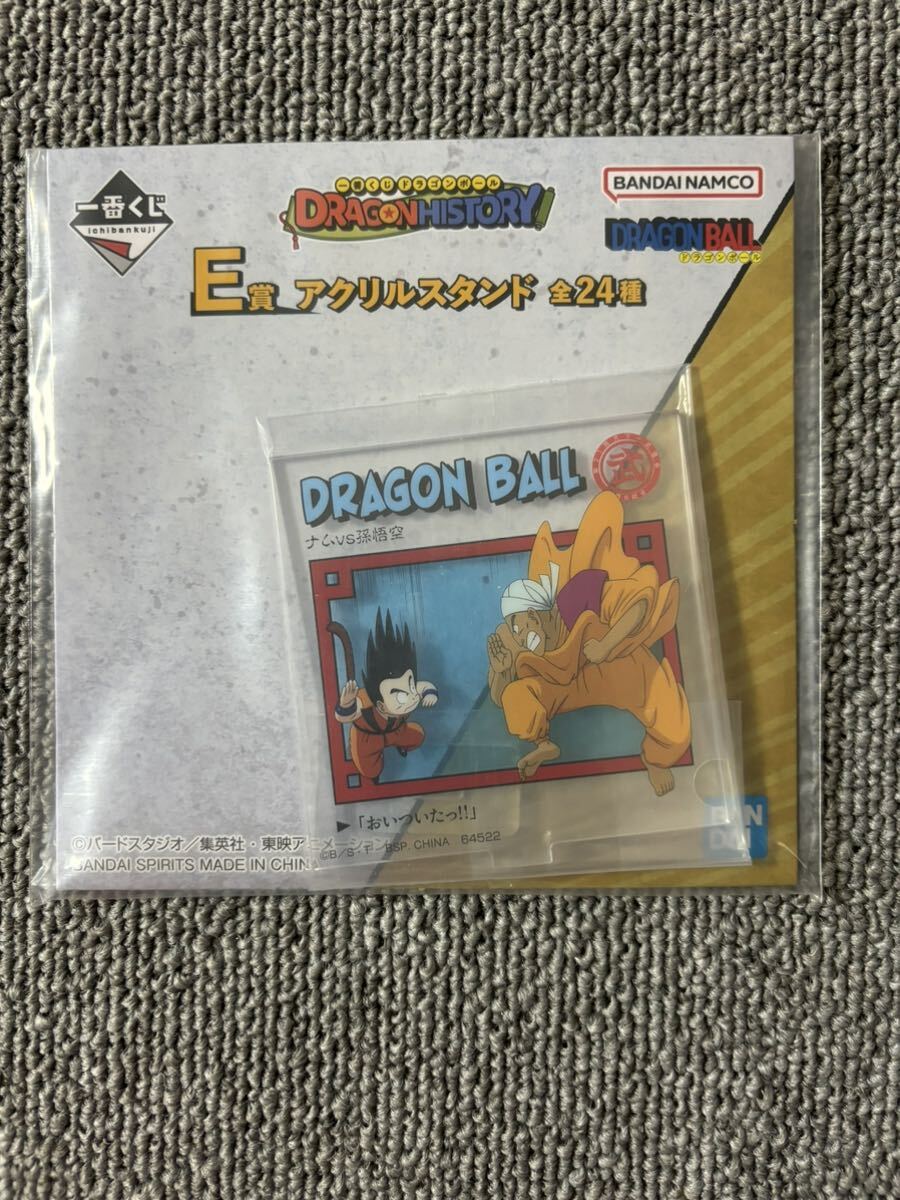 一番くじ
ichibankuji
一番くじ ドラゴンボール
DRAGONHISTORY
BANDAI NAMCO
DRAGONBALL
ドラゴンボール
E賞 アクリルスタンド 全24種
DRAGON BALL
武
ナムVS孫悟空
▶「おいついたっ!!」
©バードスタジオ／集英社・東映アニメーション
BANDAI SPIRITS MADE IN CHINA
©B/S・T BSP. CHINA 64522